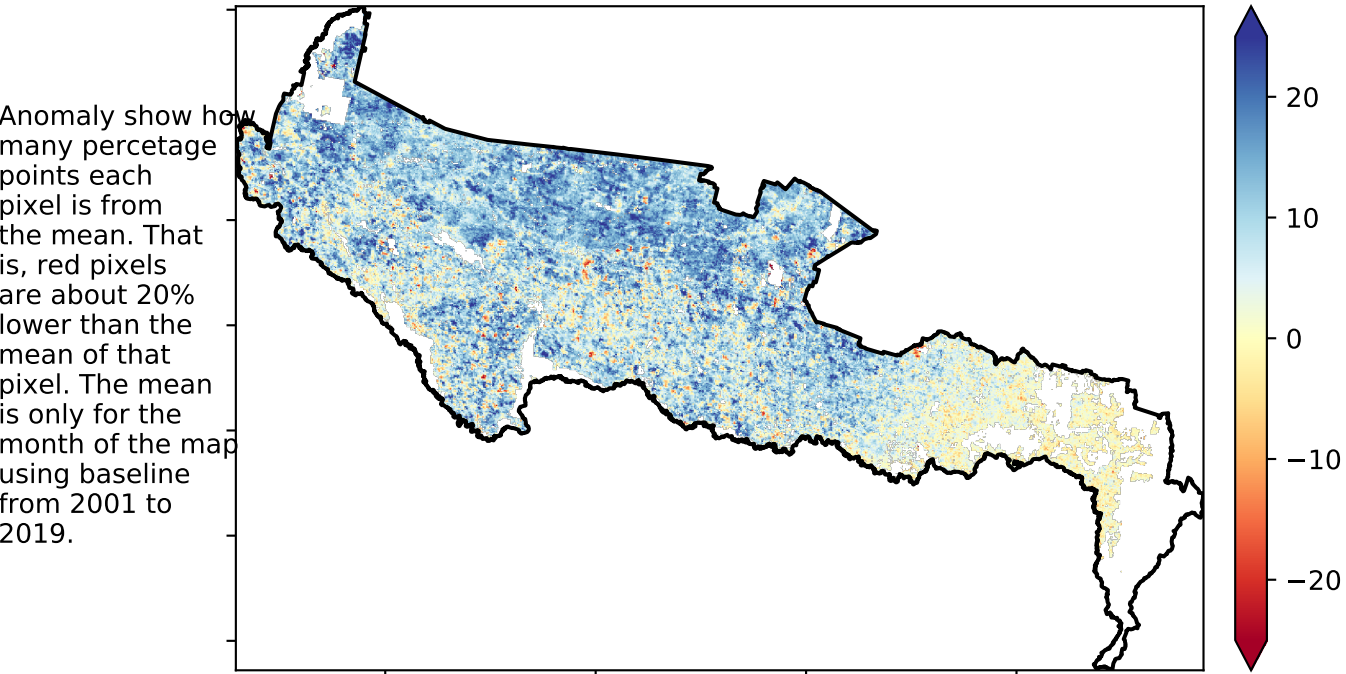 Anomaly show how
many percetage
points each
pixel is from
the mean. That
is, red pixels
are about 20%
lower than the
mean of that
pixel. The mean
is only for the
month of the map
using baseline
from 2001 to
2019.
20
10
0
−10
−20